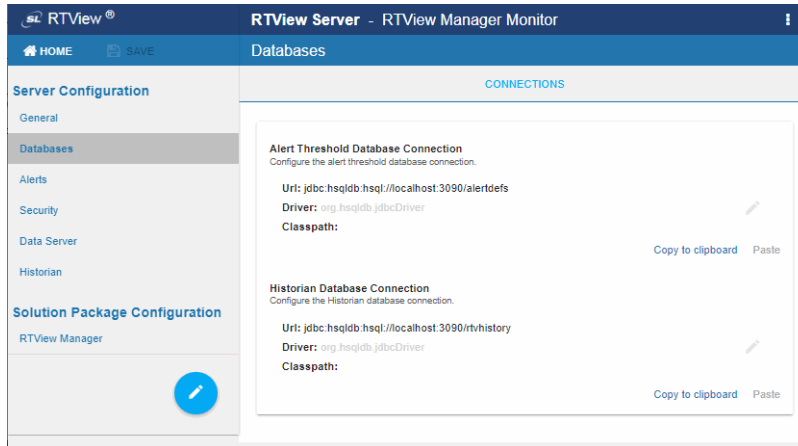 SL RTView ®
RTView Server - RTView Manager Monitor
HOME
SAVE
Databases
Server Configuration
General
Databases
Alerts
Security
Data Server
Historian
Solution Package Configuration
RTView Manager
CONNECTIONS
Alert Threshold Database Connection
Configure the alert threshold database connection.
Url: jdbc:hsqldb:hsql://localhost:3090/alertdefs
Driver: org.hsqldb.jdbcDriver
Classpath:
Copy to clipboard Paste
Historian Database Connection
Configure the Historian database connection.
Url: jdbc:hsqldb:hsql://localhost:3090/rtvhistory
Driver: org.hsqldb.jdbcDriver
Classpath:
Copy to clipboard Paste